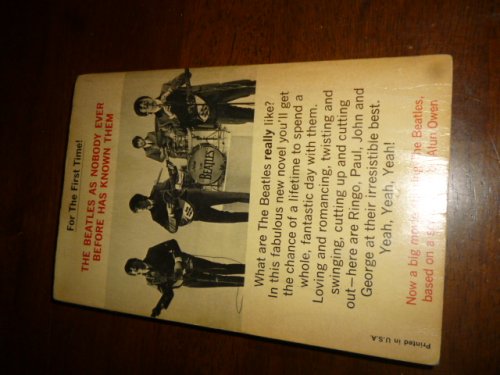 For The First Time!
THE BEATLES AS NOBODY EVER
BEFORE HAS KNOWN THEM
THE
BEATLES
What are The Beatles really like?
In this fabulous new novel you'll get
the chance of a lifetime to spend a
whole, fantastic day with them.
Loving and romancing, twisting and
swinging, cutting up and cutting
out—here are Ringo, Paul, John and
George at their irresistible best.
Yeah, Yeah, Yeah!
Now a big movie The Beatles,
based on a Alun Owen
Printed in U.S.A.